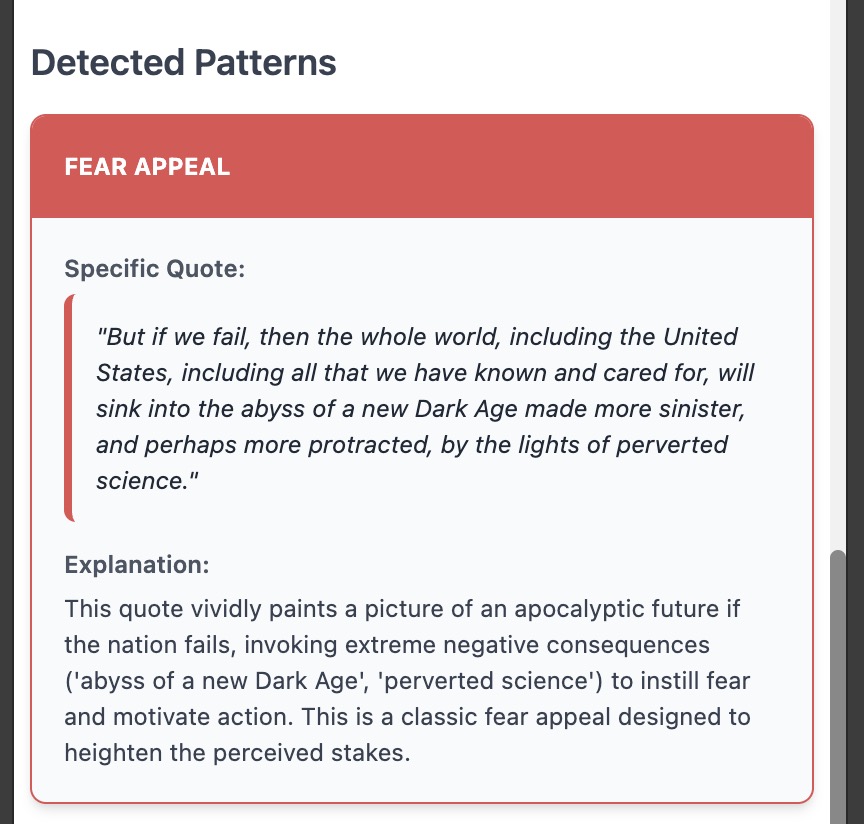 Detected Patterns
FEAR APPEAL
Specific Quote:
"But if we fail, then the whole world, including the United
States, including all that we have known and cared for, will
sink into the abyss of a new Dark Age made more sinister,
and perhaps more protracted, by the lights of perverted
science."
Explanation:
This quote vividly paints a picture of an apocalyptic future if
the nation fails, invoking extreme negative consequences
('abyss of a new Dark Age', 'perverted science') to instill fear
and motivate action. This is a classic fear appeal designed to
heighten the perceived stakes.